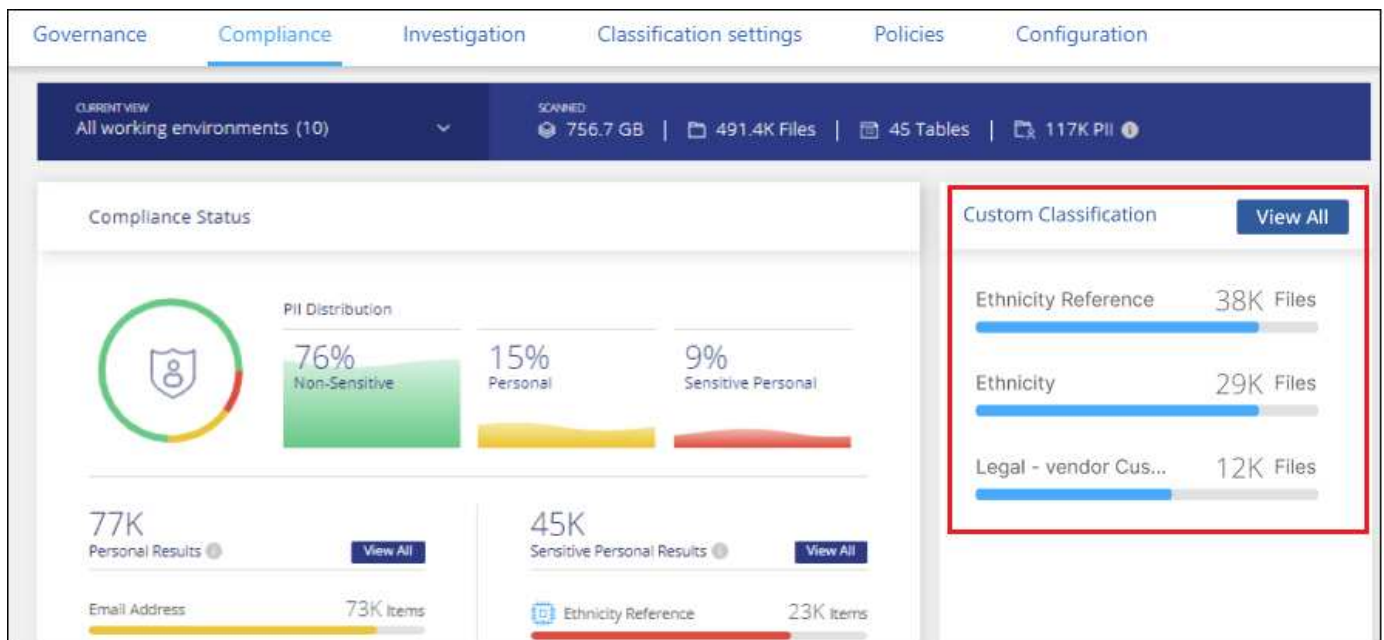 Governance Compliance Investigation Classification settings Policies Configuration
CURRENT VIEW
All working environments (10)
SCANNED
756.7 GB | 491.4K Files | 45 Tables | 117K PII
Compliance Status
PII Distribution
76%
Non-Sensitive
15%
Personal
9%
Sensitive Personal
77K
Personal Results
View All
Email Address 73K Items
45K
Sensitive Personal Results
View All
Ethnicity Reference 23K Items
Custom Classification
View All
Ethnicity Reference 38K Files
Ethnicity 29K Files
Legal - vendor Cus... 12K Files